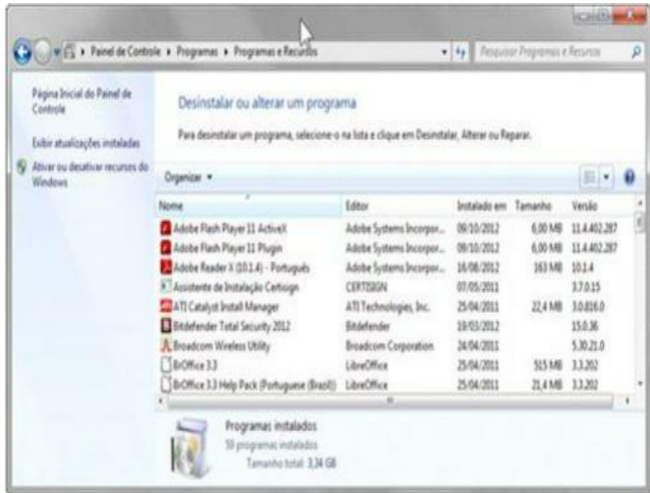 Painel de Controle ▸ Programas ▸ Programas e Recursos
Pesquisar Programas e Recursos
Página Inicial do Painel de
Controle
Exibir atualizações instaladas
Ativar ou desativar recursos do
Windows
Desinstalar ou alterar um programa
Para desinstalar um programa, selecione-o na lista e clique em Desinstalar, Alterar ou Reparar.
Organizar
Nome Editor Instalado em Tamanho Versão
Adobe Flash Player 11 ActiveX Adobe Systems Incorpor... 09/10/2012 6,00 MB 11.4.402.287
Adobe Flash Player 11 Plugin Adobe Systems Incorpor... 09/10/2012 6,00 MB 11.4.402.287
Adobe Reader X (10.1.4) - Português Adobe Systems Incorpor... 16/08/2012 163 MB 10.1.4
Assistente de Instalação Certisign CERTISIGN 07/05/2011 3.7.0.15
ATI Catalyst Install Manager ATI Technologies, Inc. 25/04/2011 22,4 MB 3.0.816.0
Bitdefender Total Security 2012 Bitdefender 19/03/2012 15.0.36
Broadcom Wireless Utility Broadcom Corporation 24/04/2011 5.30.21.0
BrOffice 3.3 LibreOffice 25/04/2011 515 MB 3.3.202
BrOffice 3.3 Help Pack (Portuguese (Brazil)) LibreOffice 25/04/2011 21,4 MB 3.3.202
Programas instalados
programas instalados
Tamanho total: 3,34 GB